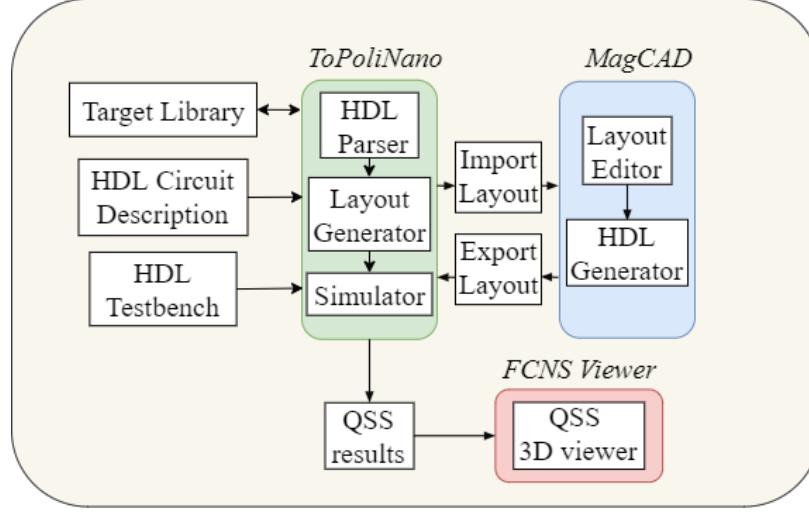 ToPoliNano
MagCAD
Target Library
HDL
Parser
HDL Circuit
Description
Layout
Generator
HDL
Testbench
Simulator
Import
Layout
Export
Layout
Layout
Editor
HDL
Generator
QSS
results
FCNS Viewer
QSS
3D viewer